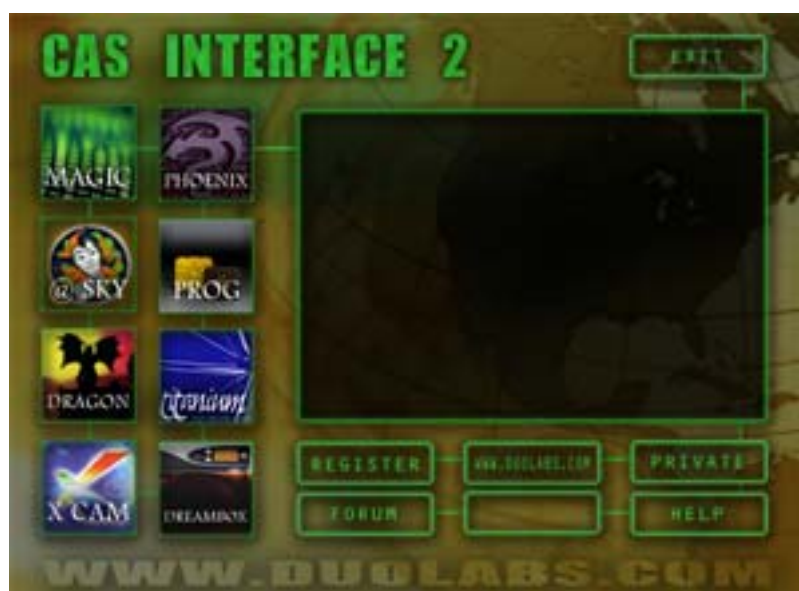 CAS INTERFACE 2
EXIT
MAGIC
PHOENIX
@ SKY
PROG
DRAGON
titanium
X CAM
DREAMBOX
REGISTER
WWW.DUOLABS.COM
PRIVATE
FORUM
HELP
WWW.DUOLABS.COM